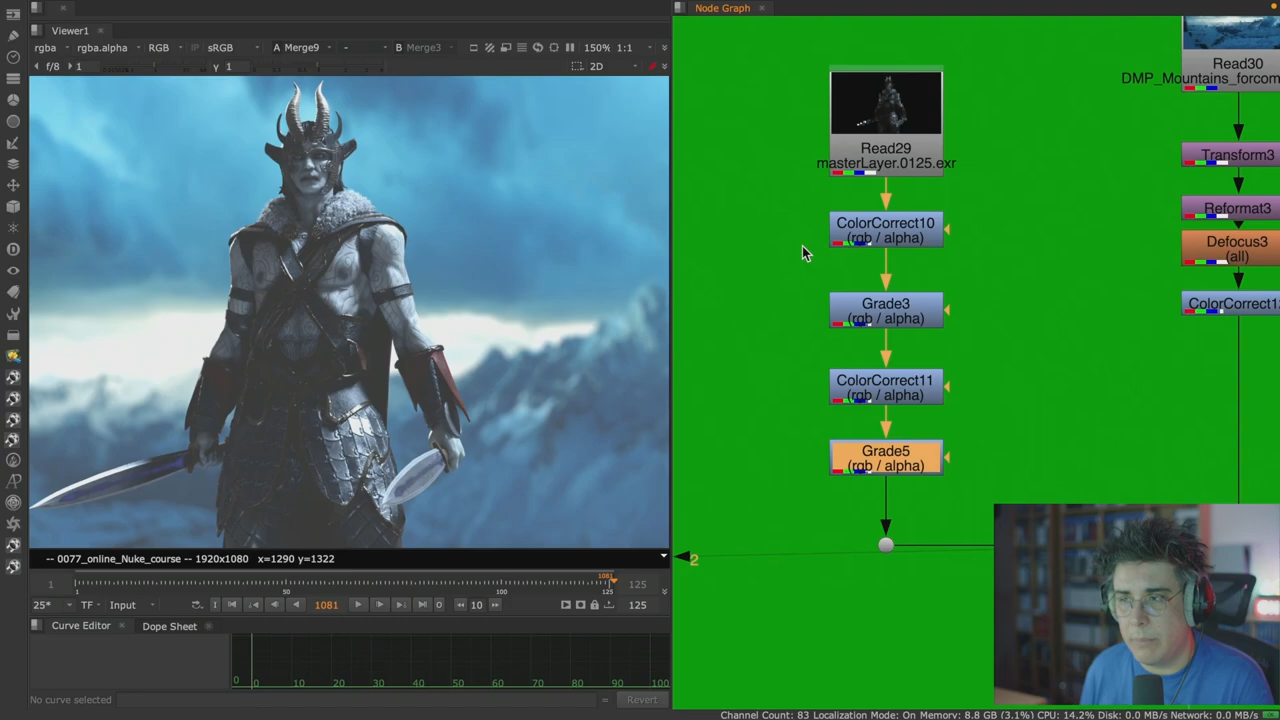 Viewer1
rgba
rgba.alpha
RGB
IP
sRGB
A Merge9
-
B Merge3
150%
1:1
f/8
1
y 1
2D
-- 0077_online_Nuke_course -- 1920x1080 x=1290 y=1322
1
1
50
100
1081
125
125
25*
TF
Input
1081
10
125
Curve Editor
Dope Sheet
0
0
10
20
30
40
50
60
70
80
90
100
No curve selected
=
Revert
Node Graph
Read29
masterLayer.0125.exr
ColorCorrect10
(rgb / alpha)
Grade3
(rgb / alpha)
ColorCorrect11
(rgb / alpha)
Grade5
(rgb / alpha)
2
Read30
DMP_Mountains_forcom
Transform3
Reformat3
Defocus3
(all)
ColorCorrect1
Channel Count: 83 Localization Mode: On Memory: 8.8 GB (3.1%) CPU: 14.2% Disk: 0.0 MB/s Network: 0.0 MB/s